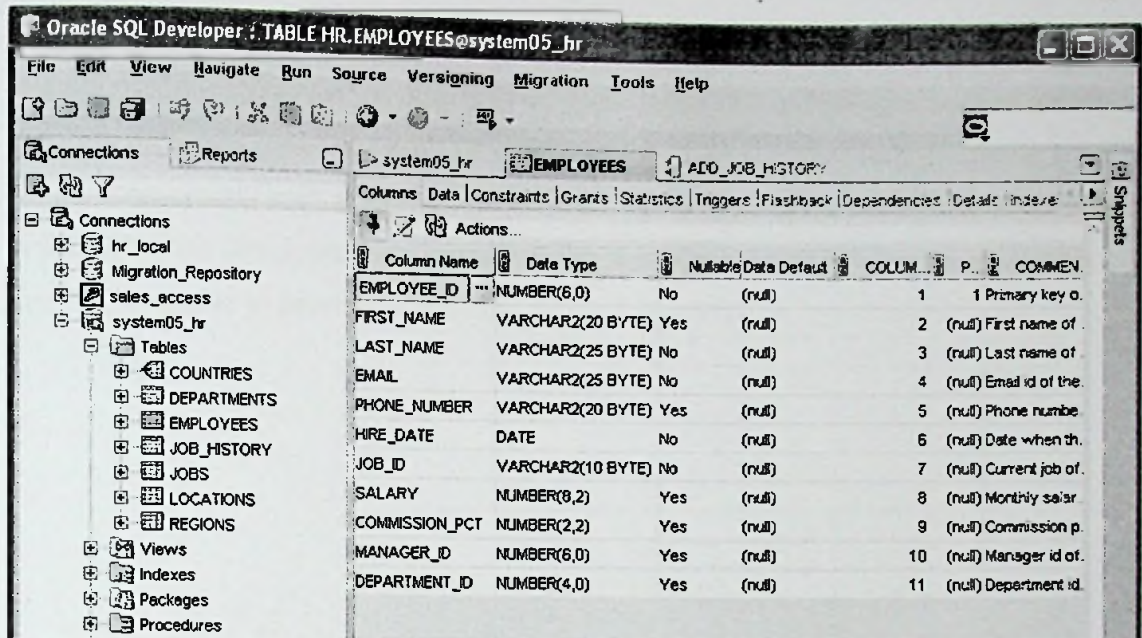 Oracle SQL Developer : TABLE HR.EMPLOYEES@system05_hr
File Edit View Navigate Run Source Versioning Migration Tools Help
Connections Reports
system05_hr EMPLOYEES ADD_JOB_HISTORY
Snippets
Columns Data Constraints Grants Statistics Triggers Flashback Dependencies Details Indexes
Actions...
Connections
hr_local
Migration_Repository
sales_access
system05_hr
Tables
COUNTRIES
DEPARTMENTS
EMPLOYEES
JOB_HISTORY
JOBS
LOCATIONS
REGIONS
Views
Indexes
Packages
Procedures
Column Name Data Type Nullable Data Default COLUM... P... COMMEN.
EMPLOYEE_ID ... NUMBER(6,0) No (null) 1 1 Primary key o.
FIRST_NAME VARCHAR2(20 BYTE) Yes (null) 2 (null) First name of .
LAST_NAME VARCHAR2(25 BYTE) No (null) 3 (null) Last name of .
EMAIL VARCHAR2(25 BYTE) No (null) 4 (null) Email id of the.
PHONE_NUMBER VARCHAR2(20 BYTE) Yes (null) 5 (null) Phone numbe.
HIRE_DATE DATE No (null) 6 (null) Date when th.
JOB_ID VARCHAR2(10 BYTE) No (null) 7 (null) Current job of.
SALARY NUMBER(8,2) Yes (null) 8 (null) Monthly salar.
COMMISSION_PCT NUMBER(2,2) Yes (null) 9 (null) Commission p.
MANAGER_ID NUMBER(6,0) Yes (null) 10 (null) Manager id of.
DEPARTMENT_ID NUMBER(4,0) Yes (null) 11 (null) Department id.